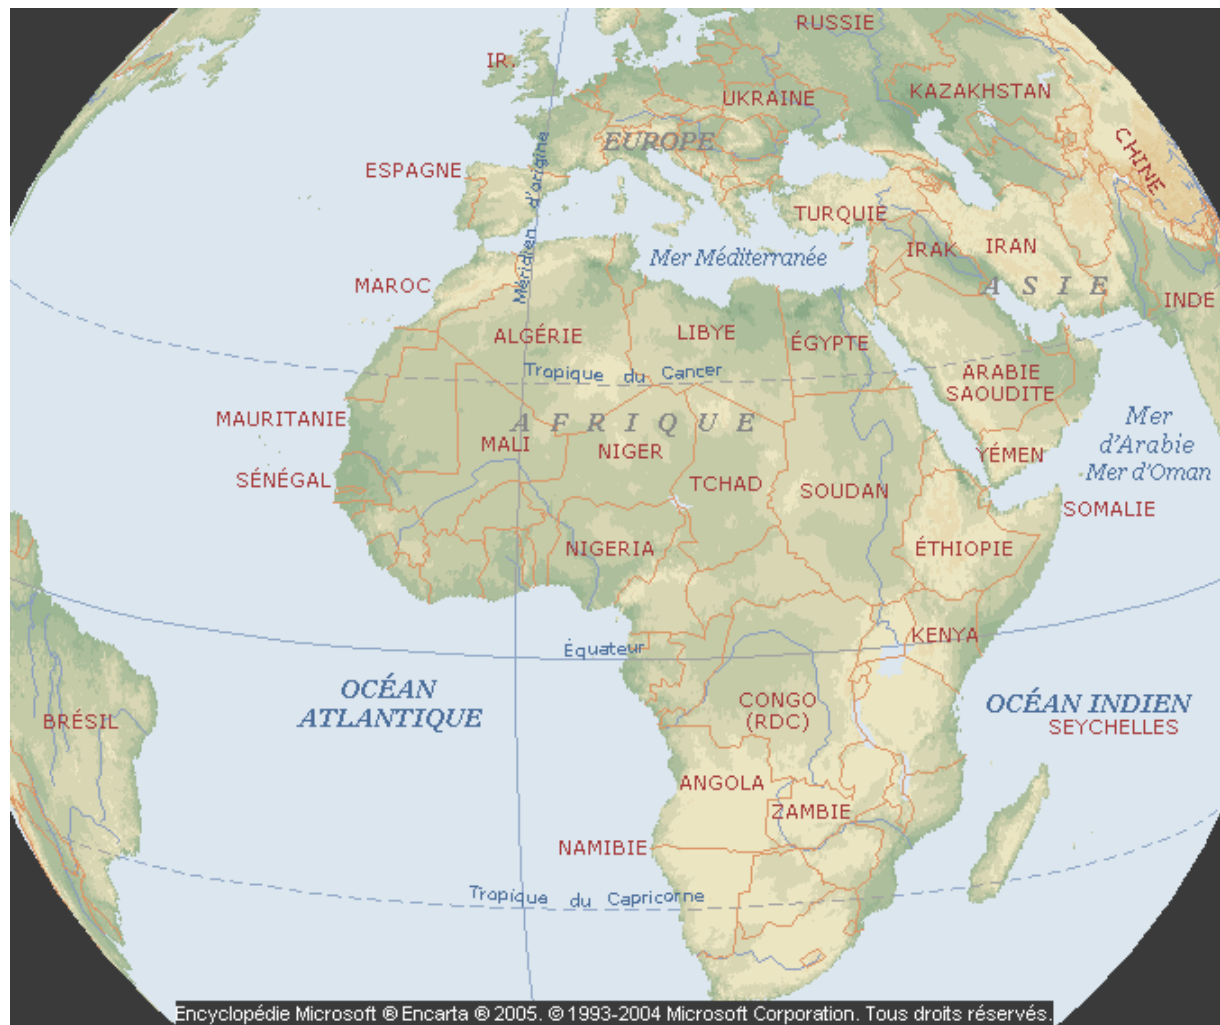 RUSSIE
IR.
UKRAINE
KAZAKHSTAN
EUROPE
CHINE
ESPAGNE
Méridien d'origine
TURQUIE
IRAK
IRAN
Mer Méditerranée
MAROC
ASIE
INDE
ALGÉRIE
LIBYE
ÉGYPTE
Tropique du Cancer
ARABIE
SAOUDITE
MAURITANIE
AFRIQUE
Mer
d'Arabie
Mer d'Oman
MALI
NIGER
YÉMEN
SÉNÉGAL
TCHAD
SOUDAN
SOMALIE
NIGERIA
ÉTHIOPIE
KENYA
Équateur
OCÉAN
ATLANTIQUE
CONGO
(RDC)
OCÉAN INDIEN
SEYCHELLES
BRÉSIL
ANGOLA
ZAMBIE
NAMIBIE
Tropique du Capricorne
Encyclopédie Microsoft ® Encarta ® 2005. © 1993-2004 Microsoft Corporation. Tous droits réservés.